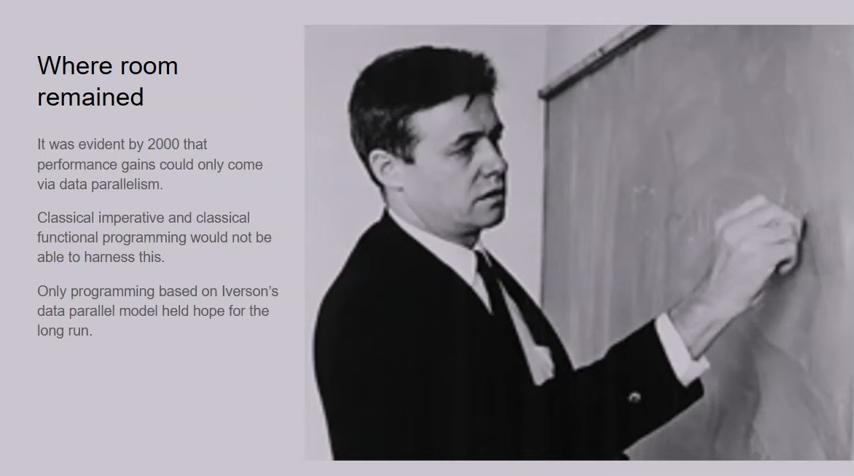 Where room
remained
It was evident by 2000 that
performance gains could only come
via data parallelism.
Classical imperative and classical
functional programming would not be
able to harness this.
Only programming based on Iverson's
data parallel model held hope for the
long run.